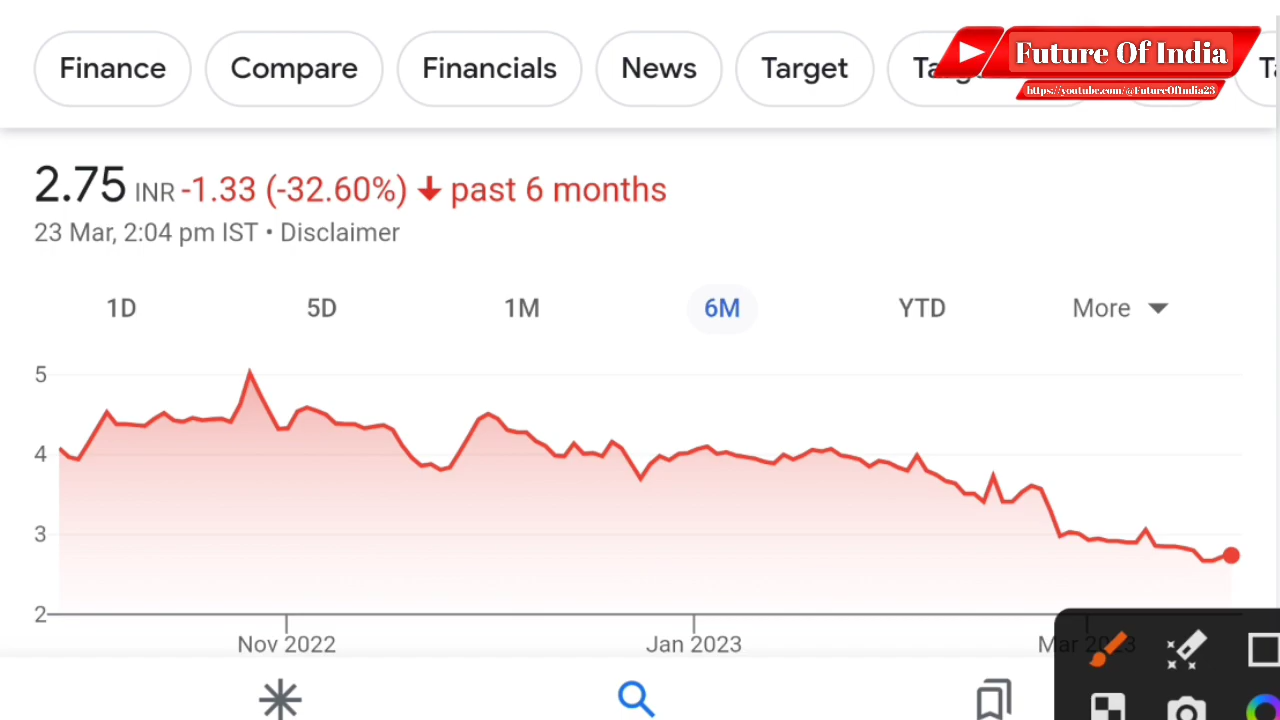 Finance Compare Financials News Target
Future Of India
https://youtube.com/@FutureOfIndia23
2.75 INR -1.33 (-32.60%) past 6 months
23 Mar, 2:04 pm IST • Disclaimer
1D 5D 1M 6M YTD More
5
4
3
2
Nov 2022 Jan 2023 Mar 2023